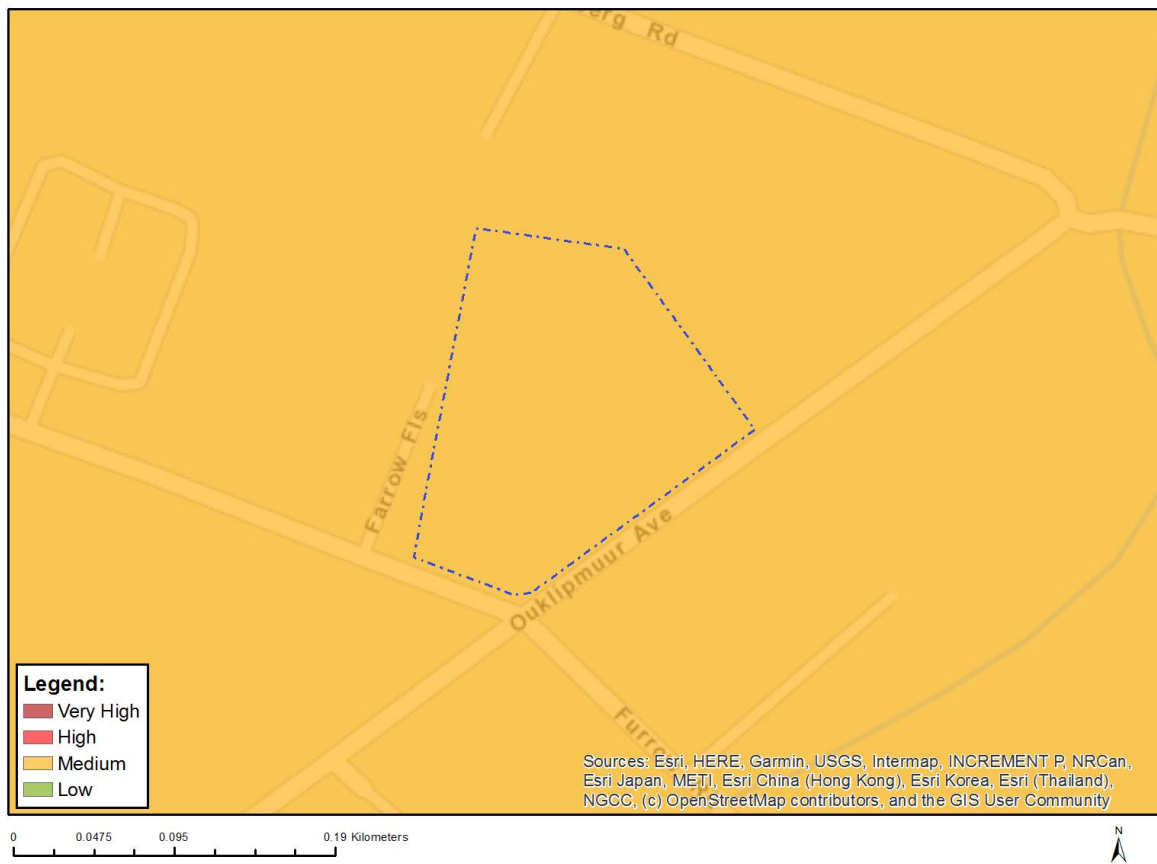 erg Rd
Farrow Fls
Ouklipmuur Ave
Legend:
Very High
High
Medium
Low
Sources: Esri, HERE, Garmin, USGS, Intermap, INCREMENT P, NRCan,
Esri Japan, METI, Esri China (Hong Kong), Esri Korea, Esri (Thailand),
NGCC, (c) OpenStreetMap contributors, and the GIS User Community
0 0.0475 0.095 0.19 Kilometers
N